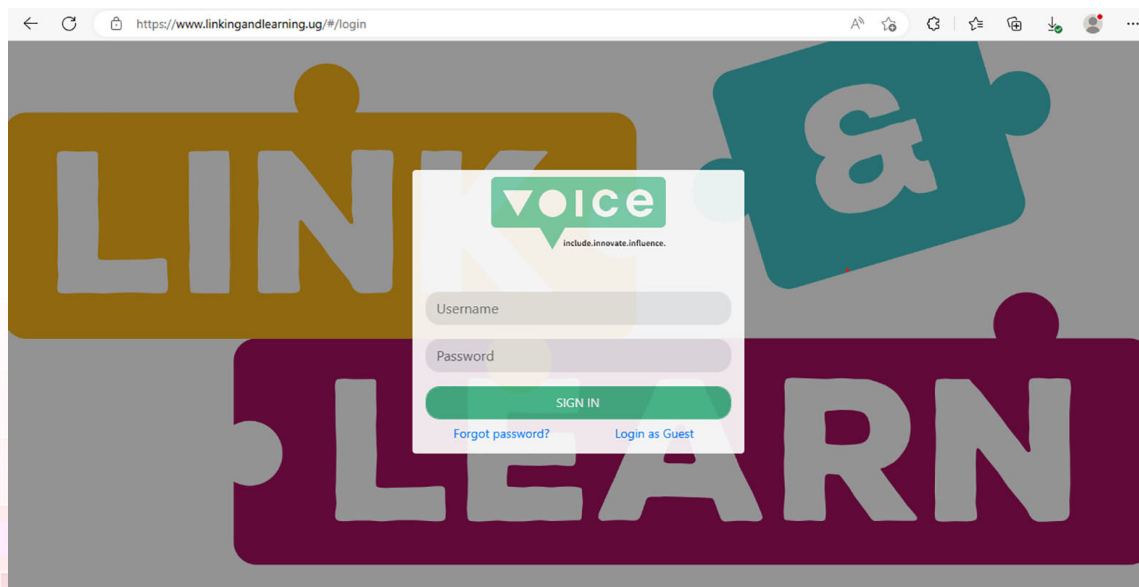 https://www.linkingandlearning.ug/#/login
LINK &
VOICE
include.innovate.influence.
Username
Password
SIGN IN
Forgot password? Login as Guest
LEARN